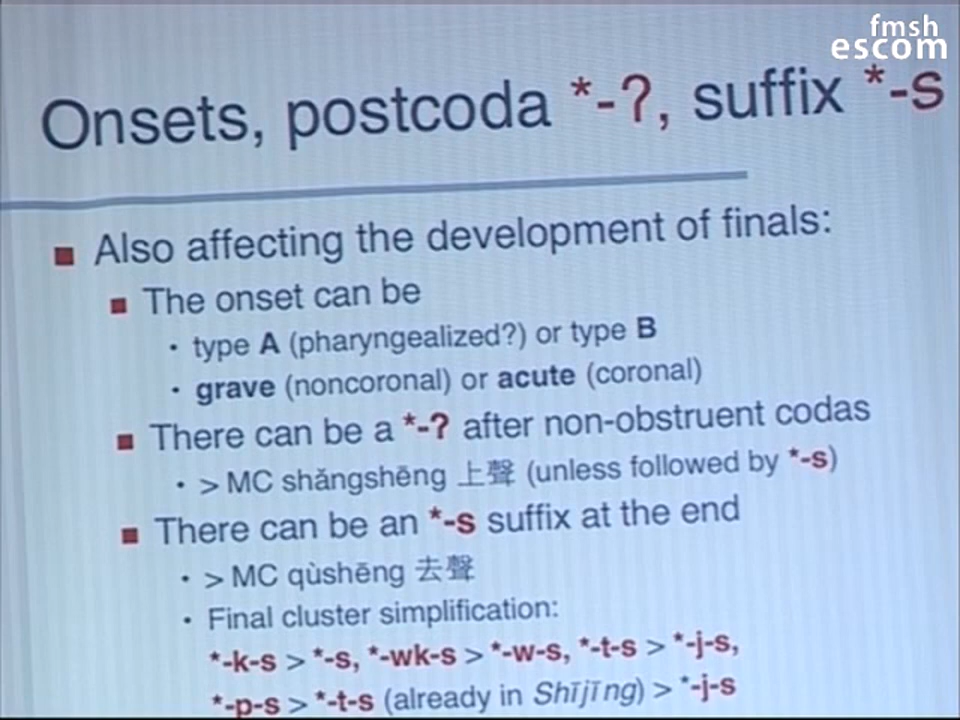 fmsh
escom
Onsets, postcoda *-?, suffix *-s
Also affecting the development of finals:
The onset can be
• type A (pharyngealized?) or type B
• grave (noncoronal) or acute (coronal)
There can be a *-? after non-obstruent codas
• > MC shǎngshēng 上聲 (unless followed by *-s)
There can be an *-s suffix at the end
• > MC qùshēng 去聲
• Final cluster simplification:
*-k-s > *-s, *-wk-s > *-w-s, *-t-s > *-j-s,
*-p-s > *-t-s (already in Shījīng) > *-j-s